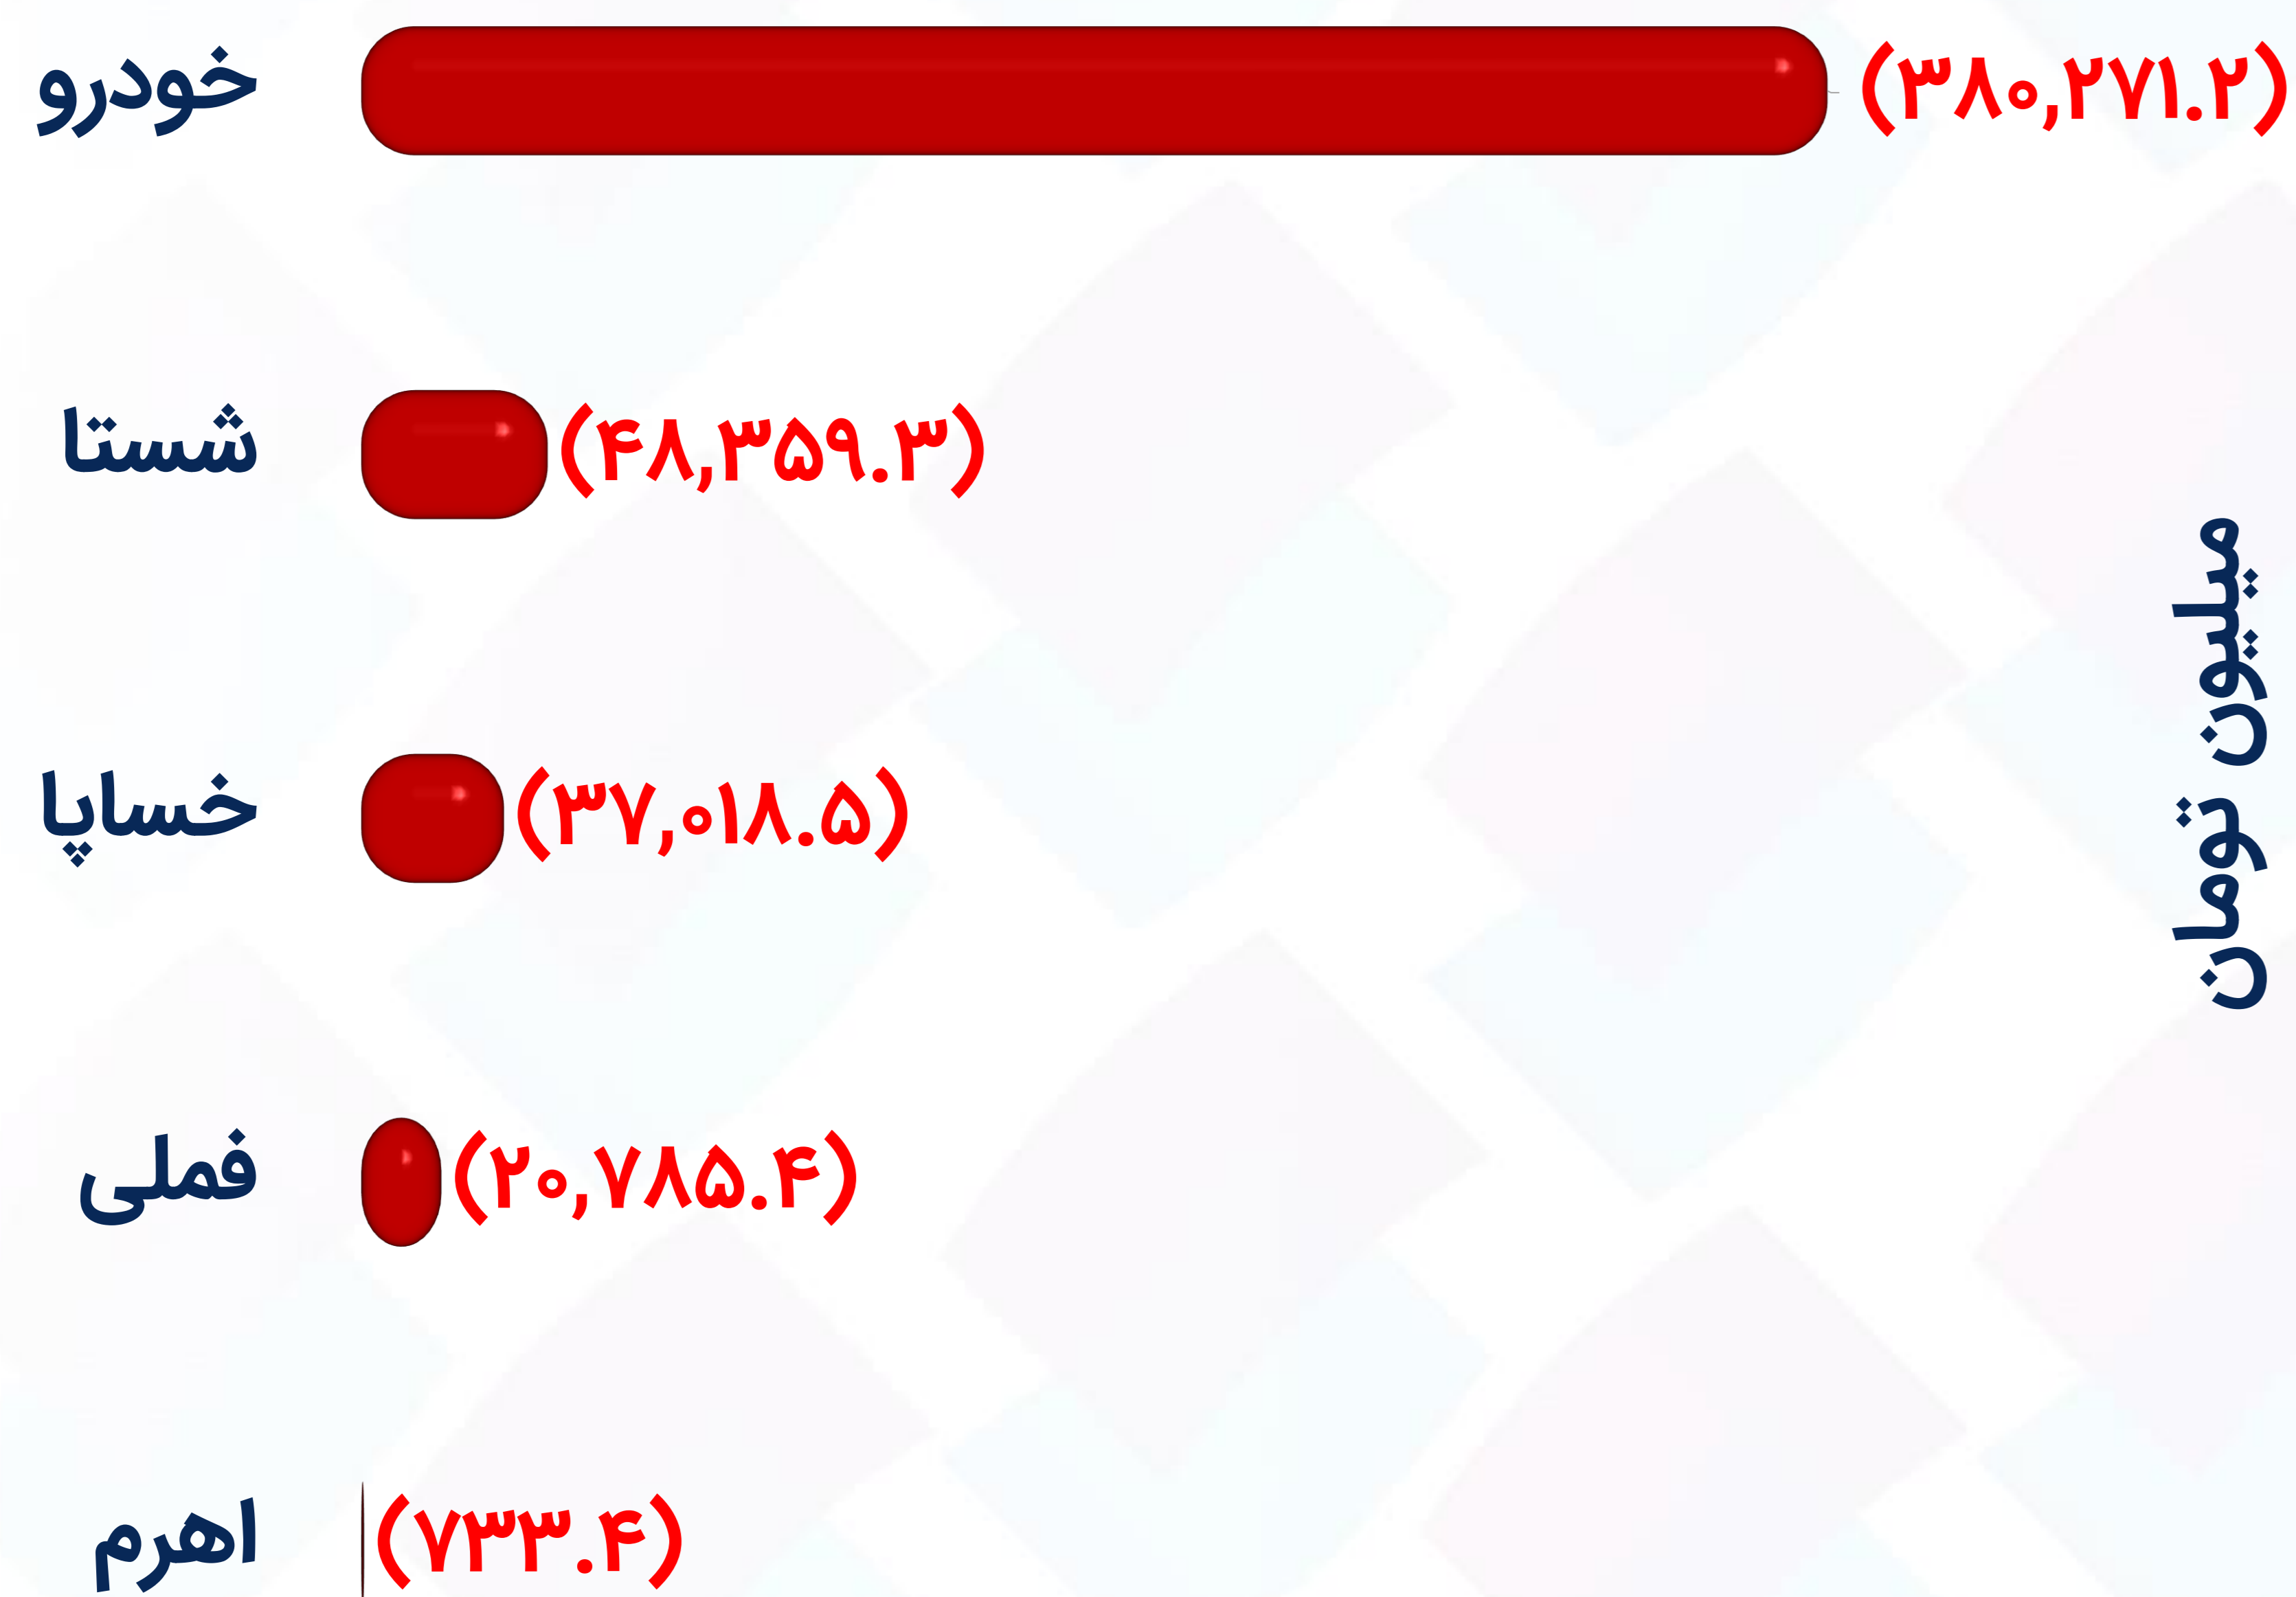 خودرو
(۳۸۰,۲۷۱.۲)
شستا
(۴۸,۳۵۹.۳)
خساپا
(۳۷,۰۱۸.۵)
فملی
(۲۰,۷۸۵.۴)
اهرم
(۷۳۳.۴)
میلیون تومان